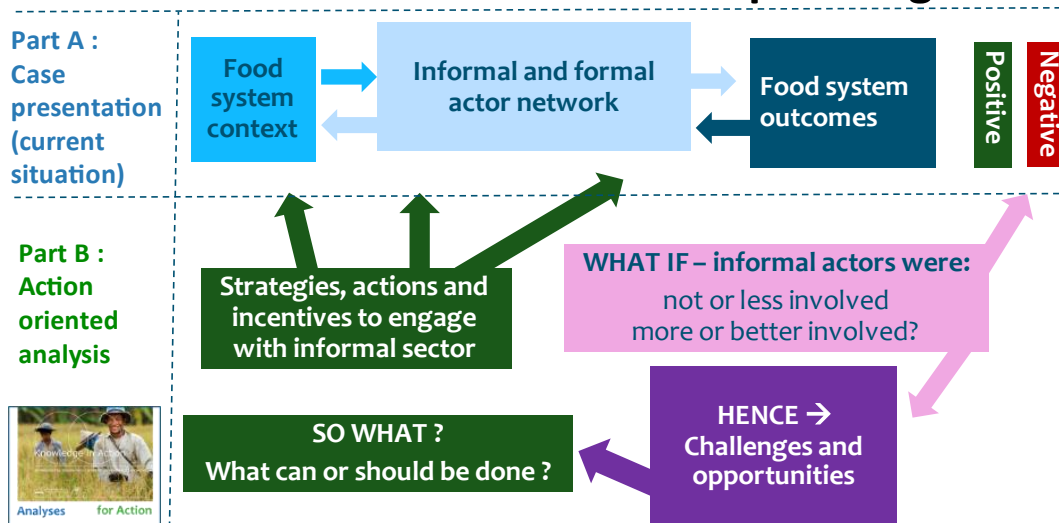 Part A :
Case
presentation
(current
situation)
Food
system
context
Informal and formal
actor network
Food system
outcomes
Positive
Negative
Part B :
Action
oriented
analysis
Strategies, actions and
incentives to engage
with informal sector
WHAT IF – informal actors were:
not or less involved
more or better involved?
SO WHAT ?
What can or should be done ?
HENCE →
Challenges and
opportunities
Knowledge in Action
Analyses for Action